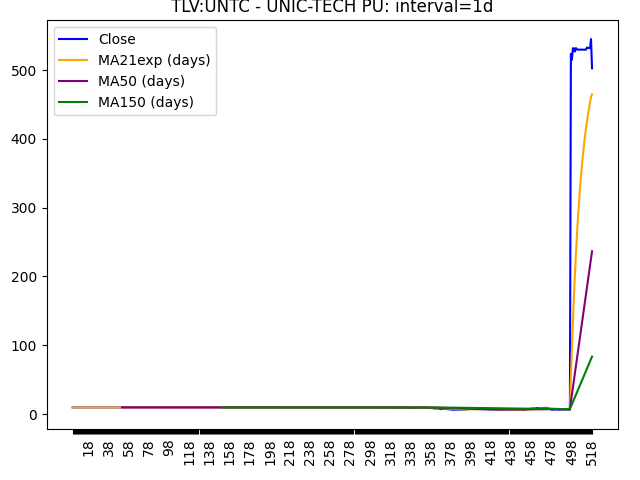 TLV:UNTC - UNIC-TECH PU: interval=1d
Close
MA21exp (days)
MA50 (days)
MA150 (days)
500
400
300
200
100
0
18 38 58 78 98 118 138 158 178 198 218 238 258 278 298 318 338 358 378 398 418 438 458 478 498 518